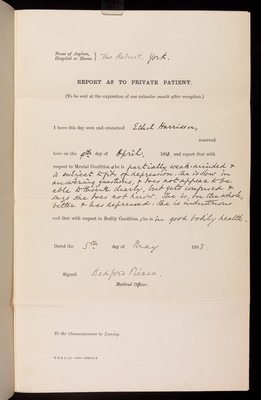 Name of Asylum,
Hospital or House } The Retreat, York.
REPORT AS TO PRIVATE PATIENT.
(To be sent at the expiration of one calendar month after reception.)
I have this day seen and examined Ethel Harrison,
received
here on the day of April, and report that with
respect to Mental Condition she is partially weak-minded &
a subject to fits of depression. She is slow in
answering questions, & does not appear to be
able to think clearly, but gets confused &
says she does not know. She is, on the whole,
better & less depressed. She is industrious
and that with respect to Bodily Condition she is in good bodily health.
Dated the 5th day of May
Signed Bedford Pierce,
Medical Officer.
To the Commissioners in Lunacy.